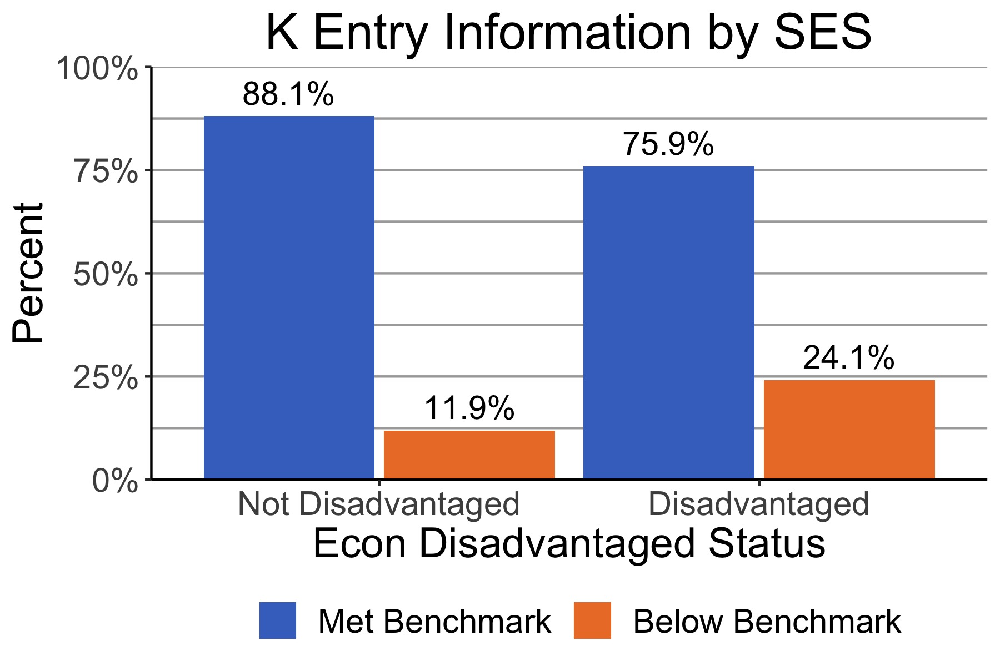 K Entry Information by SES
100%
88.1%
75.9%
75%
Percent
50%
24.1%
25%
11.9%
0%
Not Disadvantaged Disadvantaged
Econ Disadvantaged Status
Met Benchmark Below Benchmark